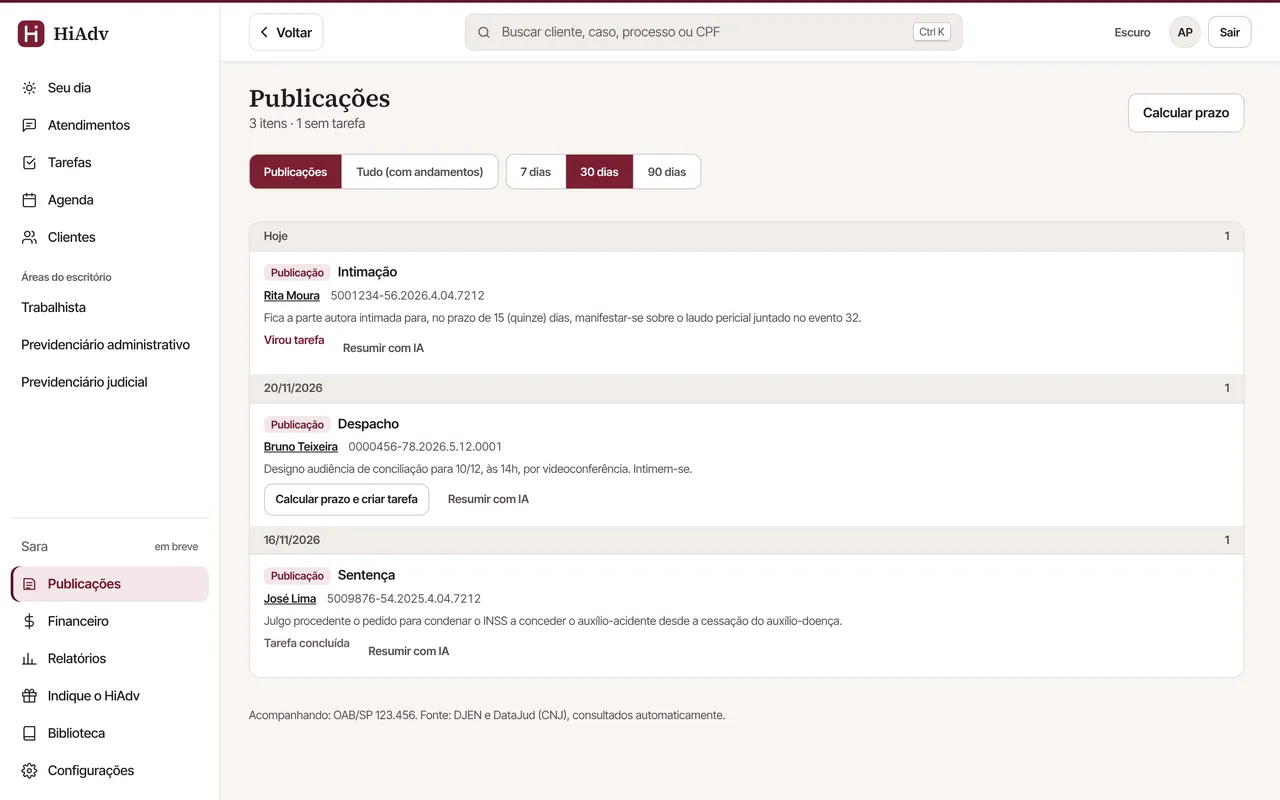 HiAdv
Voltar
Buscar cliente, caso, processo ou CPF
Ctrl K
Escuro
AP
Sair
Seu dia
Atendimentos
Tarefas
Agenda
Clientes
Áreas do escritório
Trabalhista
Previdenciário administrativo
Previdenciário judicial
Sara em breve
Publicações
Financeiro
Relatórios
Indique o HiAdv
Biblioteca
Configurações
Publicações
3 itens · 1 sem tarefa
Calcular prazo
Publicações Tudo (com andamentos) 7 dias 30 dias 90 dias
Hoje 1
Publicação Intimação
Rita Moura 5001234-56.2026.4.04.7212
Fica a parte autora intimada para, no prazo de 15 (quinze) dias, manifestar-se sobre o laudo pericial juntado no evento 32.
Virou tarefa Resumir com IA
20/11/2026 1
Publicação Despacho
Bruno Teixeira 0000456-78.2026.5.12.0001
Designo audiência de conciliação para 10/12, às 14h, por videoconferência. Intimem-se.
Calcular prazo e criar tarefa Resumir com IA
16/11/2026 1
Publicação Sentença
José Lima 5009876-54.2025.4.04.7212
Julgo procedente o pedido para condenar o INSS a conceder o auxílio-acidente desde a cessação do auxílio-doença.
Tarefa concluída Resumir com IA
Acompanhando: OAB/SP 123.456. Fonte: DJEN e DataJud (CNJ), consultados automaticamente.